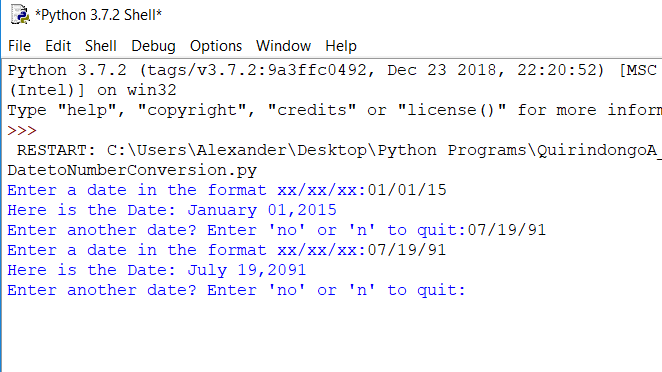 *Python 3.7.2 Shell*
File Edit Shell Debug Options Window Help
Python 3.7.2 (tags/v3.7.2:9a3ffc0492, Dec 23 2018, 22:20:52) [MSC
(Intel)] on win32
Type "help", "copyright", "credits" or "license()" for more inform
>>>
RESTART: C:\Users\Alexander\Desktop\Python Programs\QuirindongoA_
DatetoNumberConversion.py
Enter a date in the format xx/xx/xx:01/01/15
Here is the Date: January 01,2015
Enter another date? Enter 'no' or 'n' to quit:07/19/91
Enter a date in the format xx/xx/xx:07/19/91
Here is the Date: July 19,2091
Enter another date? Enter 'no' or 'n' to quit: